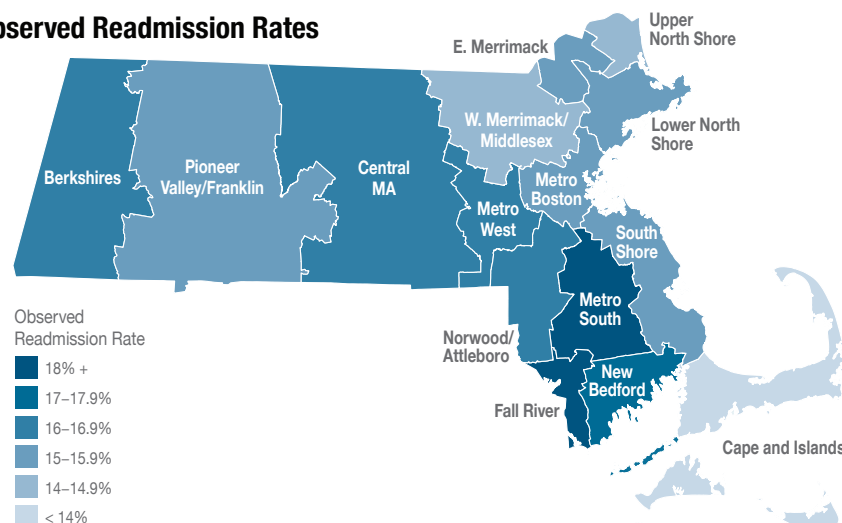 bserved Readmission Rates
Upper
North Shore
E. Merrimack
W. Merrimack/
Middlesex
Lower North
Shore
Berkshires
Pioneer
Valley/Franklin
Central
MA
Metro
Boston
Metro
West
South
Shore
Metro
South
Norwood/
Attleboro
New
Bedford
Fall River
Cape and Islands
Observed
Readmission Rate
18% +
17–17.9%
16–16.9%
15–15.9%
14–14.9%
< 14%